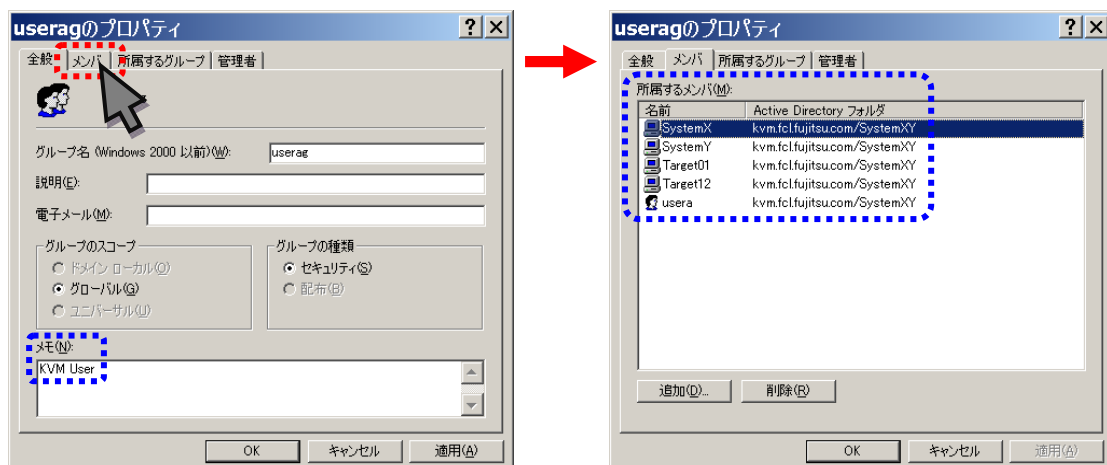 useragのプロパティ
全般 メンバ 所属するグループ 管理者
グループ名 (Windows 2000 以前)(W): userag
説明(E):
電子メール(M):
グループのスコープ
ドメイン ローカル(O)
グローバル(G)
ユニバーサル(U)
グループの種類
セキュリティ(S)
配布(B)
メモ(N):
KVM User
OK キャンセル 適用(A)
useragのプロパティ
全般 メンバ 所属するグループ 管理者
所属するメンバ(M):
名前 Active Directory フォルダ
SystemX kvm.fcl.fujitsu.com/SystemXY
SystemY kvm.fcl.fujitsu.com/SystemXY
Target01 kvm.fcl.fujitsu.com/SystemXY
Target12 kvm.fcl.fujitsu.com/SystemXY
usera kvm.fcl.fujitsu.com/SystemXY
追加(D)... 削除(R)
OK キャンセル 適用(A)